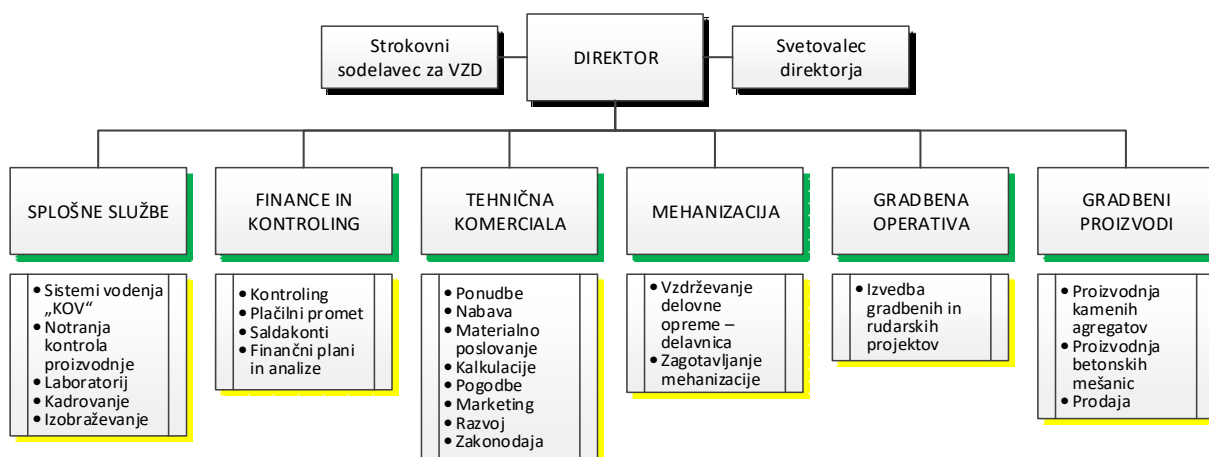 Strokovni
sodelavec za VZD
DIREKTOR
Svetovalec
direktorja
SPLOŠNE SLUŽBE
FINANCE IN
KONTROLING
TEHNIČNA
KOMERCIALA
MEHANIZACIJA
GRADBENA
OPERATIVA
GRADBENI
PROIZVODI
• Sistemi vodenja
„KOV“
• Notranja
kontrola
proizvodnje
• Laboratorij
• Kadrovanje
• Izobraževanje
• Kontroling
• Plačilni promet
• Saldakonti
• Finančni plani
in analize
• Ponudbe
• Nabava
• Materialno
poslovanje
• Kalkulacije
• Pogodbe
• Marketing
• Razvoj
• Zakonodaja
• Vzdrževanje
delovne
opreme –
delavnica
• Zagotavljanje
mehanizacije
• Izvedba
gradbenih in
rudarskih
projektov
• Proizvodnja
kamenih
agregatov
• Proizvodnja
betonskih
mešanic
• Prodaja